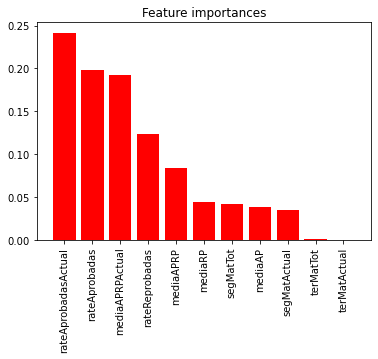 Feature importances
0.25
0.20
0.15
0.10
0.05
0.00
rateAprobadasActual
rateAprobadas
mediaAPRPActual
rateReprobadas
mediaAPRP
mediaRP
segMatTot
mediaAP
segMatActual
terMatTot
terMatActual